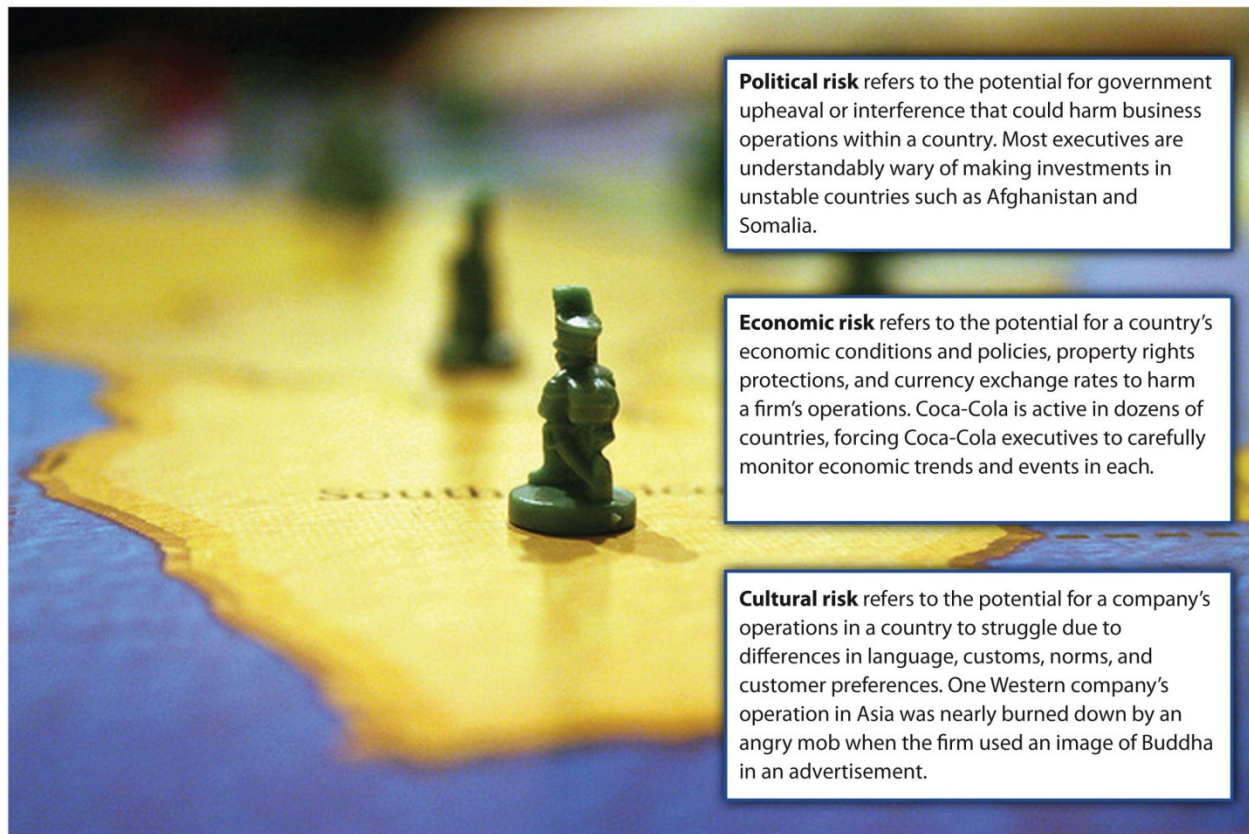 Political risk refers to the potential for government
upheaval or interference that could harm business
operations within a country. Most executives are
understandably wary of making investments in
unstable countries such as Afghanistan and
Somalia.
Economic risk refers to the potential for a country’s
economic conditions and policies, property rights
protections, and currency exchange rates to harm
a firm’s operations. Coca-Cola is active in dozens of
countries, forcing Coca-Cola executives to carefully
monitor economic trends and events in each.
south
Cultural risk refers to the potential for a company’s
operations in a country to struggle due to
differences in language, customs, norms, and
customer preferences. One Western company’s
operation in Asia was nearly burned down by an
angry mob when the firm used an image of Buddha
in an advertisement.